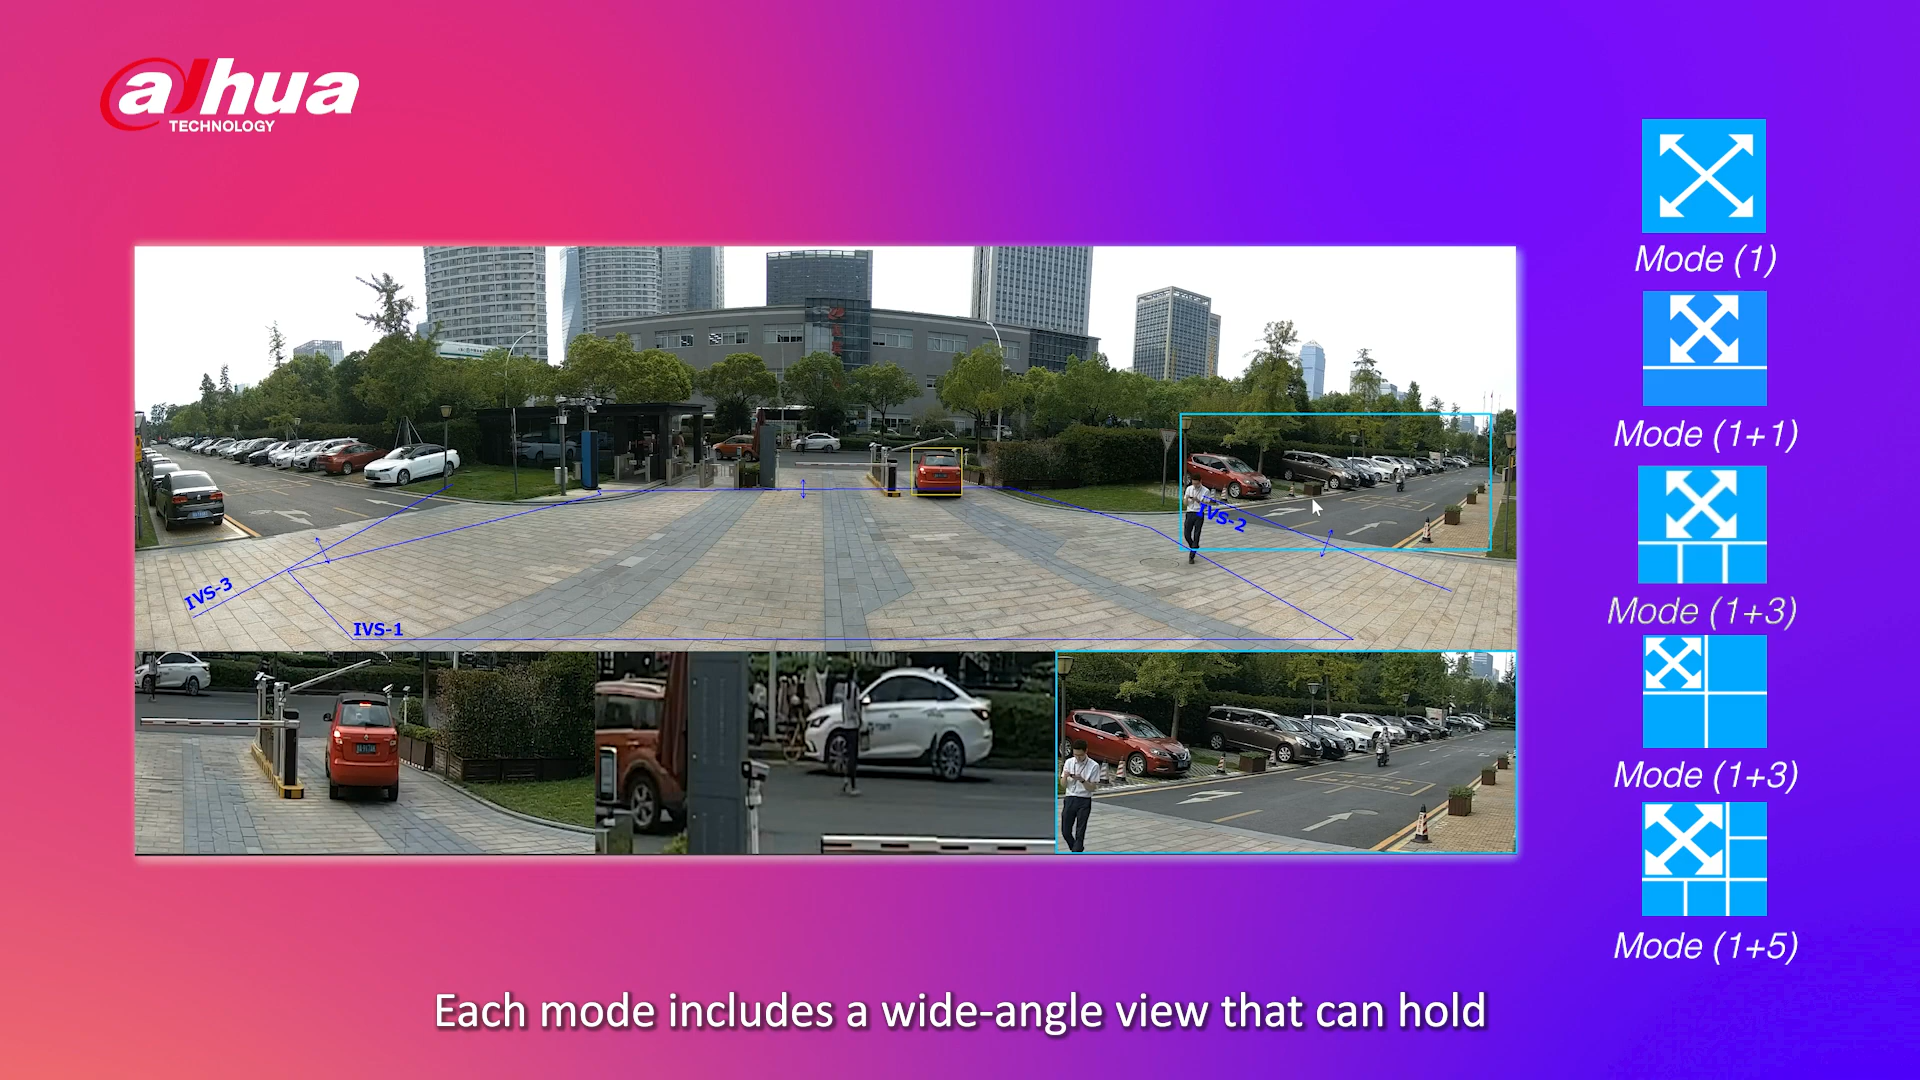 alhua
TECHNOLOGY
Mode (1)
Mode (1+1)
Mode (1+3)
Mode (1+3)
Mode (1+5)
IVS-2
IVS-3
IVS-1
Each mode includes a wide-angle view that can hold